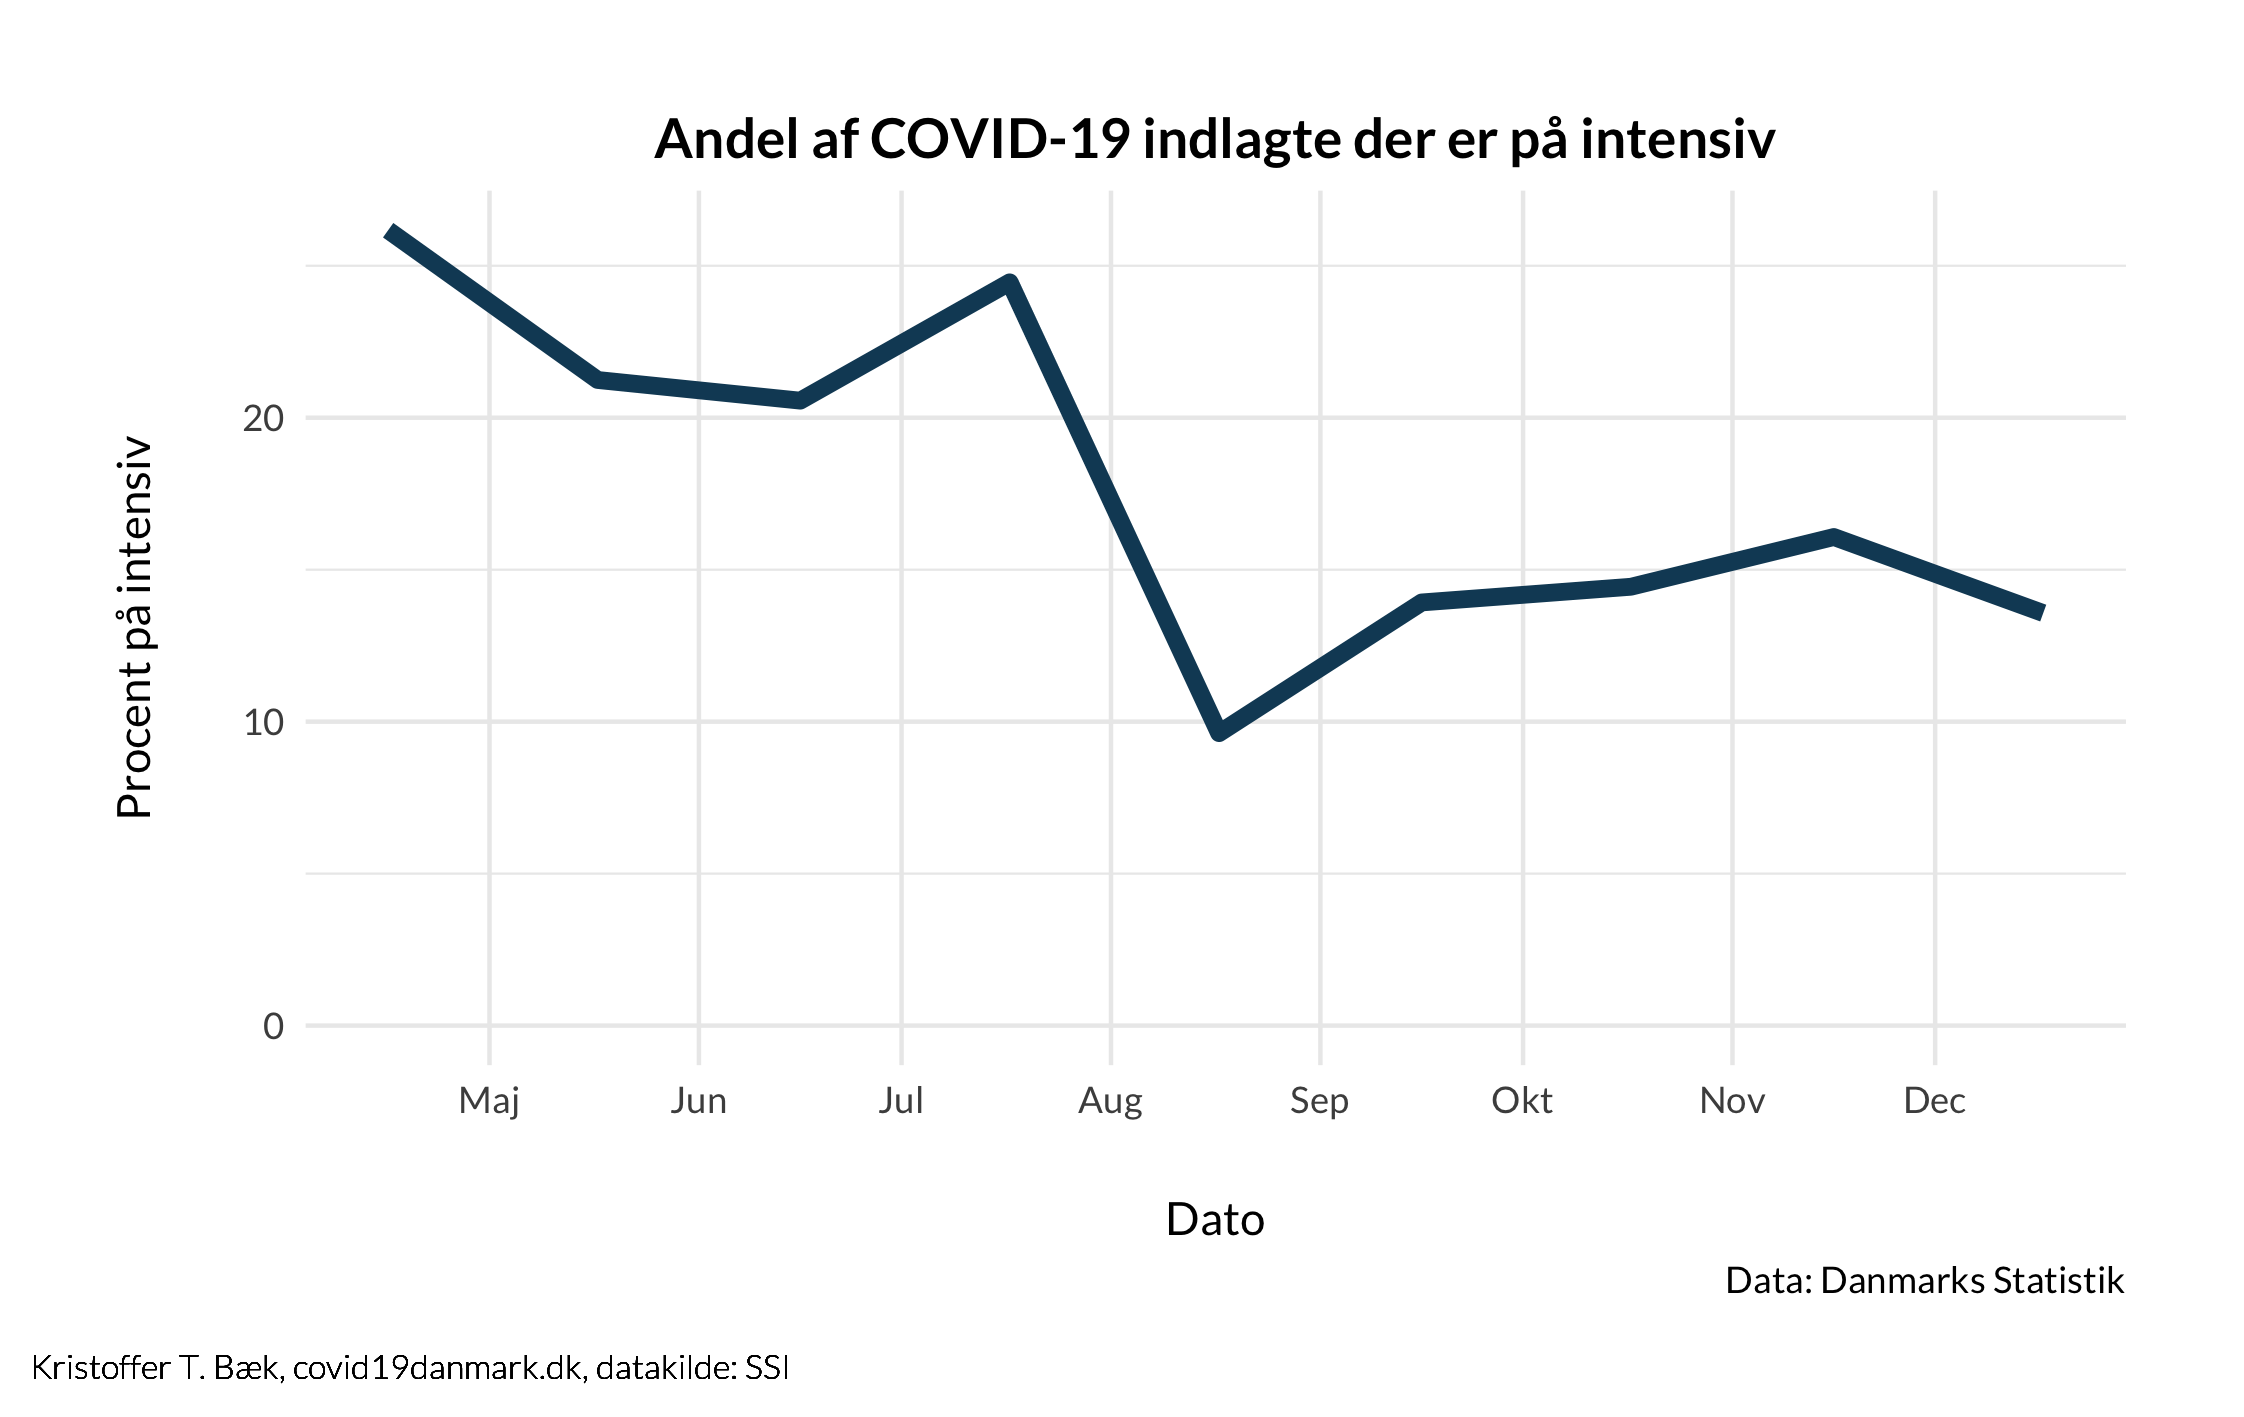 Andel af COVID-19 indlagte der er på intensiv
Procent på intensiv
20
10
0
Maj Jun Jul Aug Sep Okt Nov Dec
Dato
Data: Danmarks Statistik
Kristoffer T. Bæk, covid19danmark.dk, datakilde: SSI